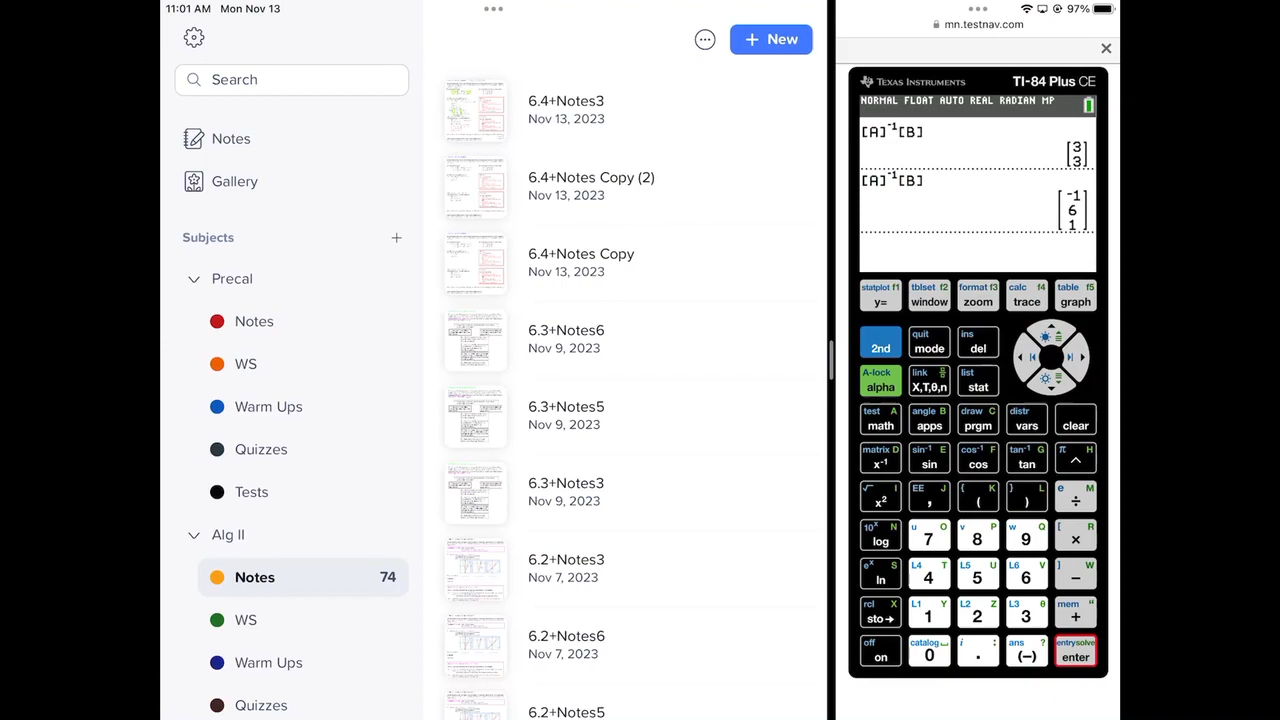 11:01 AM Mon Nov 13
Search
Notes
Diary
Subjects
Alg I
Notes
WS
Warm Ups
Quizzes
Tests
Alg II
Notes 74
WS
Warm Ups
Quizzes
New
6.4+Notes3
Nov 13, 2023
6.4+Notes Copy (2)
Nov 13, 2023
6.4+Notes Copy
Nov 13, 2023
6.3+Notes6
Nov 9, 2023
6.3+Notes5
Nov 9, 2023
6.3+Notes3
Nov 9, 2023
6.2+Notes3
Nov 7, 2023
6.2+Notes6
Nov 7, 2023
6.2+Notes5
97%
mn.testnav.com
TEXAS INSTRUMENTS TI-84 Plus CE
NORMAL FLOAT AUTO REAL RADIAN MP
[A]⁻¹[B]
[3]
[3]
[A]⁻¹[B]
[-1]
[6]
[1]
statplot f1 tblset f2 format f3 calc f4 table f5
y= window zoom trace graph
quit ins
2nd mode del
A-lock link list
alpha X,T,θ,n stat
test A angle B draw C distr
math apps prgm vars clear
matrix D sin⁻¹ E cos⁻¹ F tan⁻¹ G π H
x⁻¹ sin cos tan ^
√ I EE J { K } L e M
x² , ( ) ÷
10ˣ N u O v P w Q [ R
log 7 8 9 ×
eˣ S L4 T L5 U L6 V ] W
ln 4 5 6 −
rcl X L1 Y L2 Z L3 θ mem "
sto→ 1 2 3 +
off catalog i : ans ? entry solve
on 0 . (−) enter